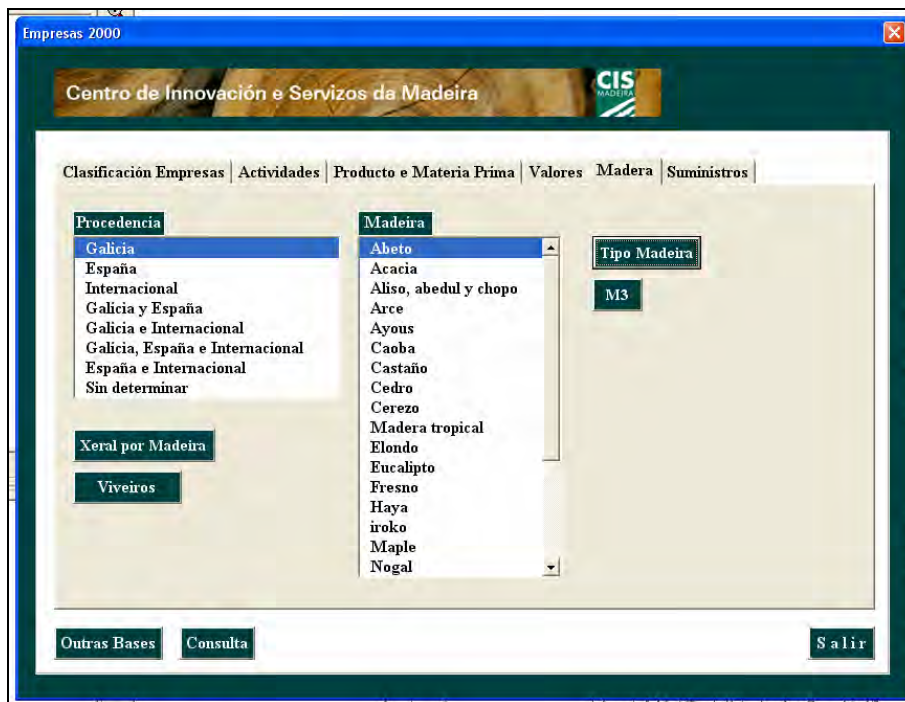 Empresas 2000
Centro de Innovación e Servizos da Madeira
CIS
MADEIRA
Clasificación Empresas
Actividades
Producto e Materia Prima
Valores
Madera
Suministros
Procedencia
Galicia
España
Internacional
Galicia y España
Galicia e Internacional
Galicia, España e Internacional
España e Internacional
Sin determinar
Xeral por Madeira
Viveiros
Madeira
Abeto
Acacia
Aliso, abedul y chopo
Arce
Ayous
Caoba
Castaño
Cedro
Cerezo
Madera tropical
Elondo
Eucalipto
Fresno
Haya
iroko
Maple
Nogal
Tipo Madeira
M3
Outras Bases
Consulta
Salir